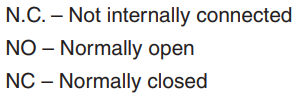 N.C. – Not internally connected
NO – Normally open
NC – Normally closed